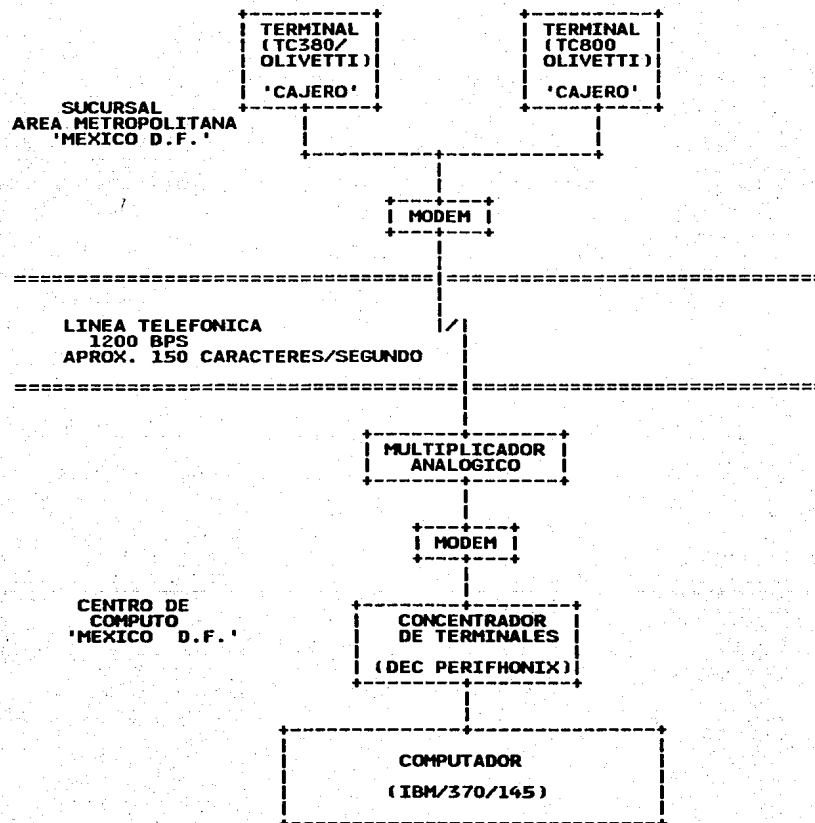 TERMINAL
(TC380/
OLIVETTI)
'CAJERO'
TERMINAL
(TC800
OLIVETTI)
'CAJERO'
SUCURSAL
AREA METROPOLITANA
'MEXICO D.F.'
MODEM
LINEA TELEFONICA
1200 BPS
APROX. 150 CARACTERES/SEGUNDO
MULTIPLICADOR
ANALOGICO
MODEM
CENTRO DE
COMPUTO
'MEXICO D.F.'
CONCENTRADOR
DE TERMINALES
(DEC PERIFHONIX)
COMPUTADOR
(IBM/370/145)